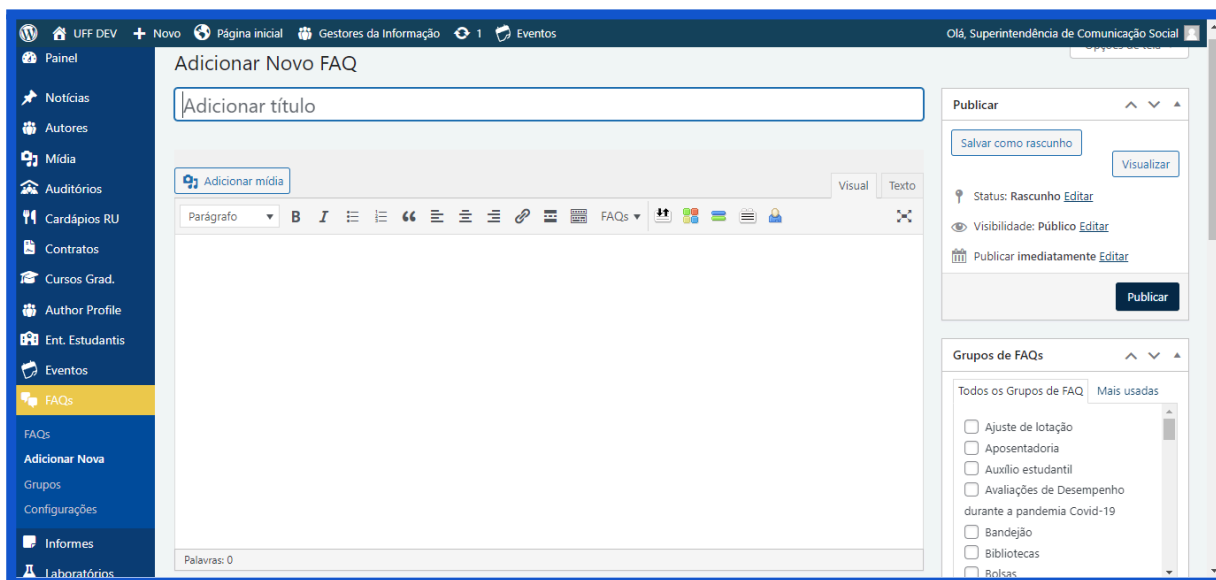 UFF DEV Novo Página inicial Gestores da Informação 1 Eventos Olá, Superintendência de Comunicação Social
Painel
Notícias
Autores
Mídia
Auditórios
Cardápios RU
Contratos
Cursos Grad.
Author Profile
Ent. Estudantis
Eventos
FAQs
FAQs
Adicionar Nova
Grupos
Configurações
Informes
Laboratórios
Adicionar Novo FAQ
Adicionar título
Adicionar mídia
Visual Texto
Parágrafo B I FAQs
Palavras: 0
Opções de tela
Publicar
Salvar como rascunho
Visualizar
Status: Rascunho Editar
Visibilidade: Público Editar
Publicar imediatamente Editar
Publicar
Grupos de FAQs
Todos os Grupos de FAQ Mais usadas
Ajuste de lotação
Aposentadoria
Auxílio estudantil
Avaliações de Desempenho
durante a pandemia Covid-19
Bandejão
Bibliotecas
Bolsas